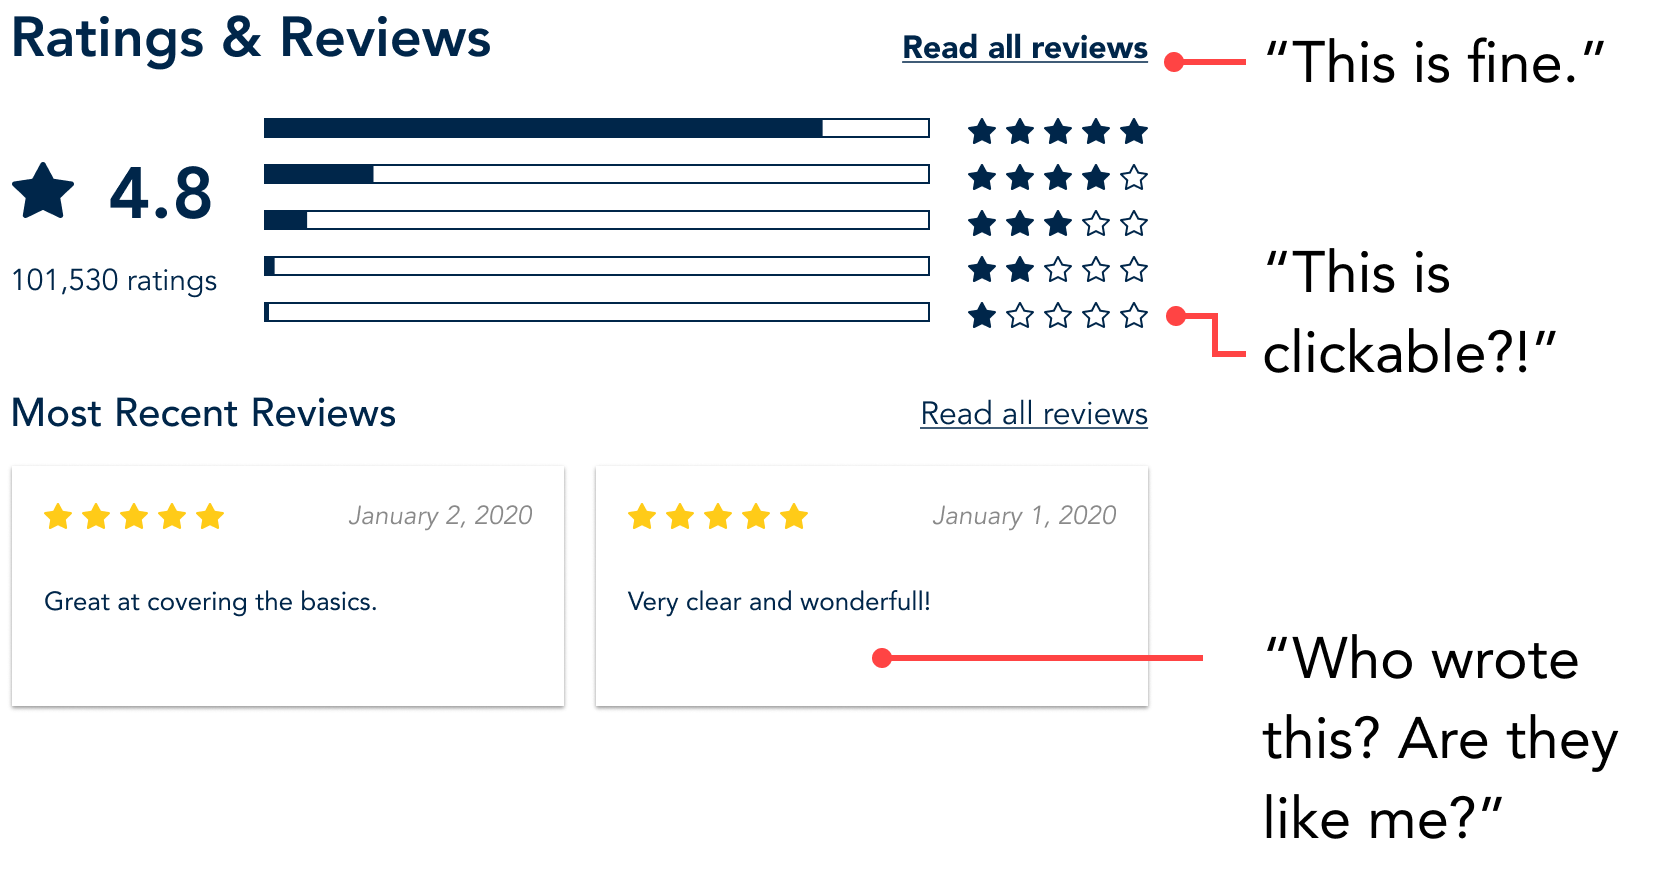 Ratings & Reviews
Read all reviews
“This is fine.”
4.8
101,530 ratings
“This is
clickable?!”
Most Recent Reviews
Read all reviews
January 2, 2020
Great at covering the basics.
January 1, 2020
Very clear and wonderfull!
“Who wrote
this? Are they
like me?”